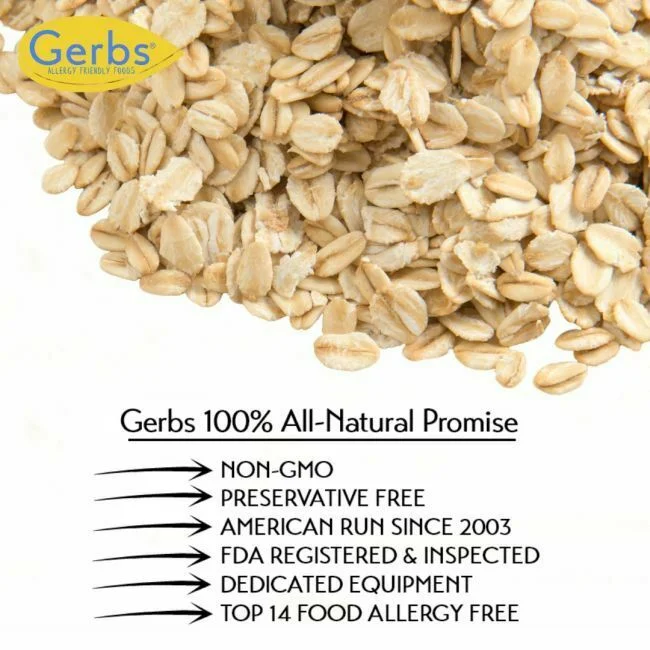 Gerbs®
ALLERGY FRIENDLY FOODS
Gerbs 100% All-Natural Promise
NON-GMO
PRESERVATIVE FREE
AMERICAN RUN SINCE 2003
FDA REGISTERED & INSPECTED
DEDICATED EQUIPMENT
TOP 14 FOOD ALLERGY FREE